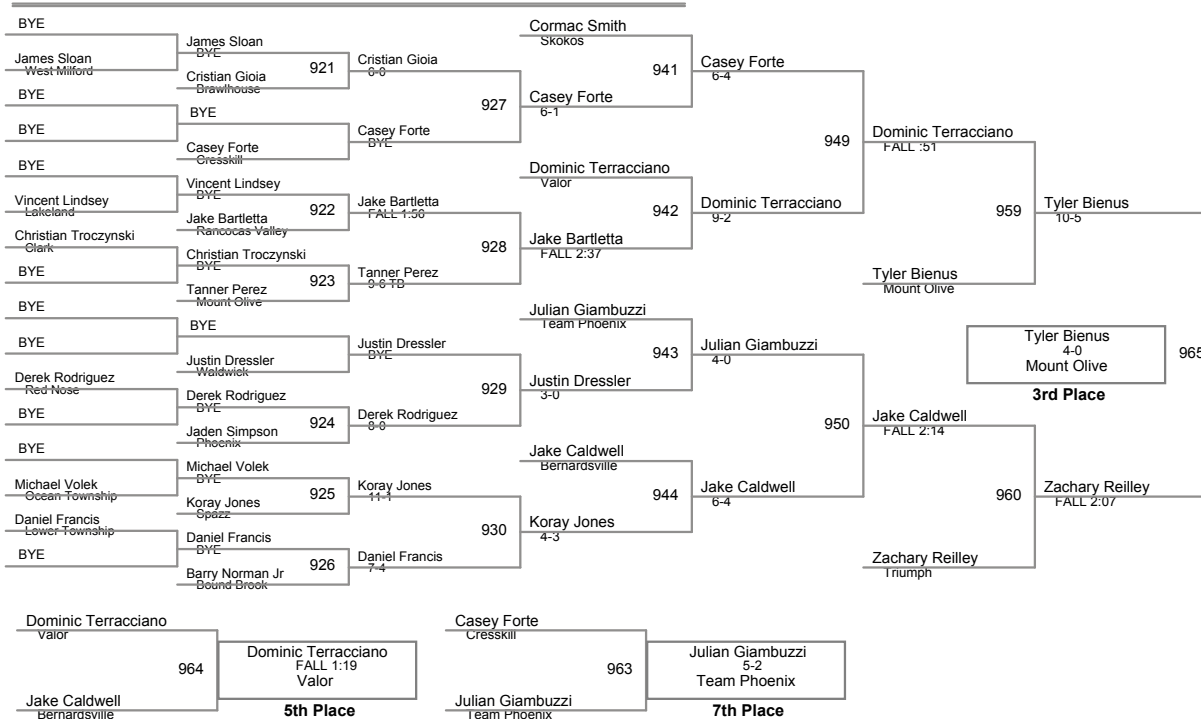 BYE
James Sloan
West Milford
BYE
BYE
BYE
Vincent Lindsey
Lakeland
Christian Troczynski
Clark
BYE
BYE
BYE
Derek Rodriguez
Red Nose
BYE
BYE
Michael Volek
Ocean Township
Daniel Francis
Lower Township
BYE
James Sloan
BYE
921
Cristian Gioia
Brawlhouse
BYE
Casey Forte
Cresskill
Vincent Lindsey
BYE
922
Jake Bartletta
Rancocas Valley
Christian Troczynski
BYE
923
Tanner Perez
Mount Olive
BYE
Justin Dressler
Waldwick
Derek Rodriguez
BYE
924
Jaden Simpson
Phoenix
Michael Volek
BYE
925
Koray Jones
Spazz
Daniel Francis
BYE
926
Barry Norman Jr
Bound Brook
Cristian Gioia
6-0
927
Casey Forte
BYE
Jake Bartletta
FALL 1:56
928
Tanner Perez
9-6 TB
Justin Dressler
BYE
929
Derek Rodriguez
8-0
Koray Jones
11-1
930
Daniel Francis
7-4
Cormac Smith
Skokos
941
Casey Forte
6-1
Dominic Terracciano
Valor
942
Jake Bartletta
FALL 2:37
Julian Giambuzzi
Team Phoenix
943
Justin Dressler
3-0
Jake Caldwell
Bernardsville
944
Koray Jones
4-3
Casey Forte
6-4
949
Dominic Terracciano
9-2
Julian Giambuzzi
4-0
950
Jake Caldwell
6-4
Dominic Terracciano
FALL :51
959
Tyler Bienus
Mount Olive
Jake Caldwell
FALL 2:14
960
Zachary Reilley
Triumph
Tyler Bienus
10-5
Tyler Bienus
4-0
Mount Olive
965
3rd Place
Zachary Reilley
FALL 2:07
Dominic Terracciano
Valor
964
Jake Caldwell
Bernardsville
Dominic Terracciano
FALL 1:19
Valor
5th Place
Casey Forte
Cresskill
963
Julian Giambuzzi
Team Phoenix
Julian Giambuzzi
5-2
Team Phoenix
7th Place